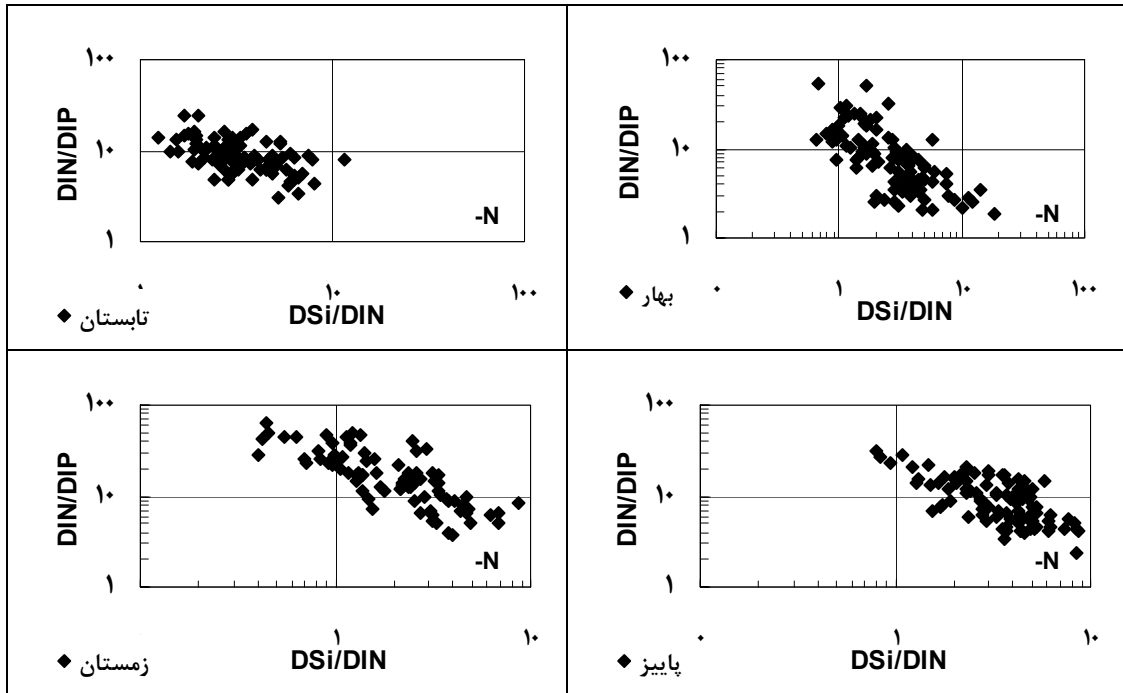 ۱۰۰
۱۰
۱
DIN/DIP
-N
۰ ۱ ۱۰ ۱۰۰
DSi/DIN
بهار
۱۰۰
۱۰
۱
DIN/DIP
-N
۰ ۱۰ ۱۰۰
DSi/DIN
تابستان
۱۰۰
۱۰
۱
DIN/DIP
-N
۰ ۱ ۱۰
DSi/DIN
پاییز
۱۰۰
۱۰
۱
DIN/DIP
-N
۰ ۱ ۱۰
DSi/DIN
زمستان